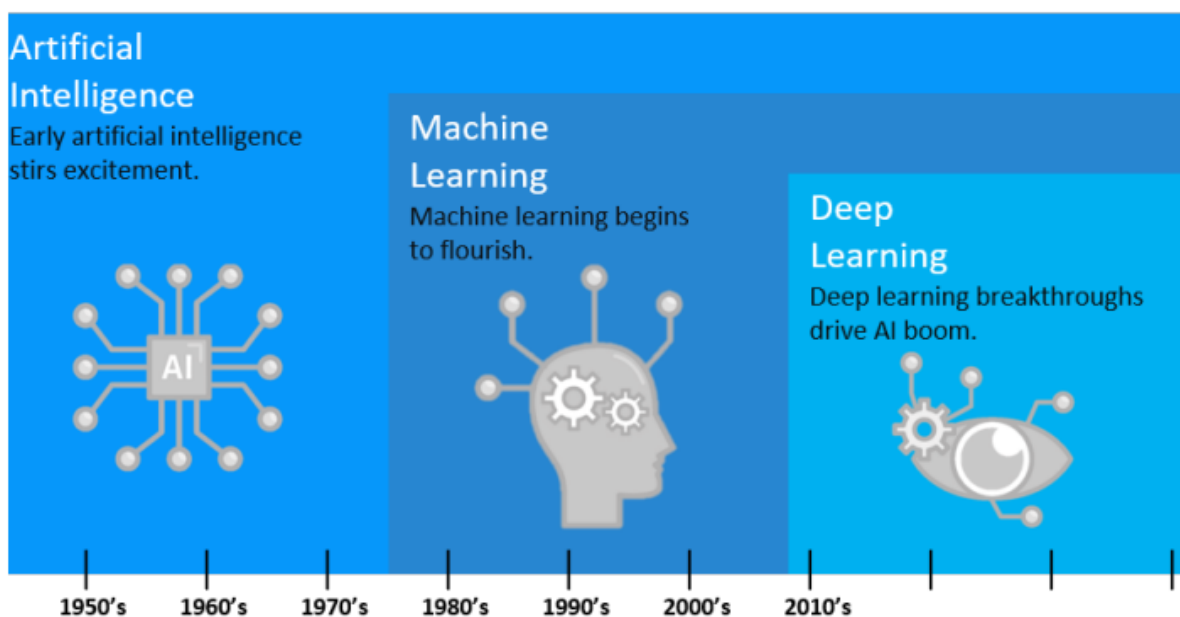 Artificial
Intelligence
Early artificial intelligence
stirs excitement.
AI
Machine
Learning
Machine learning begins
to flourish.
Deep
Learning
Deep learning breakthroughs
drive AI boom.
1950's 1960's 1970's 1980's 1990's 2000's 2010's